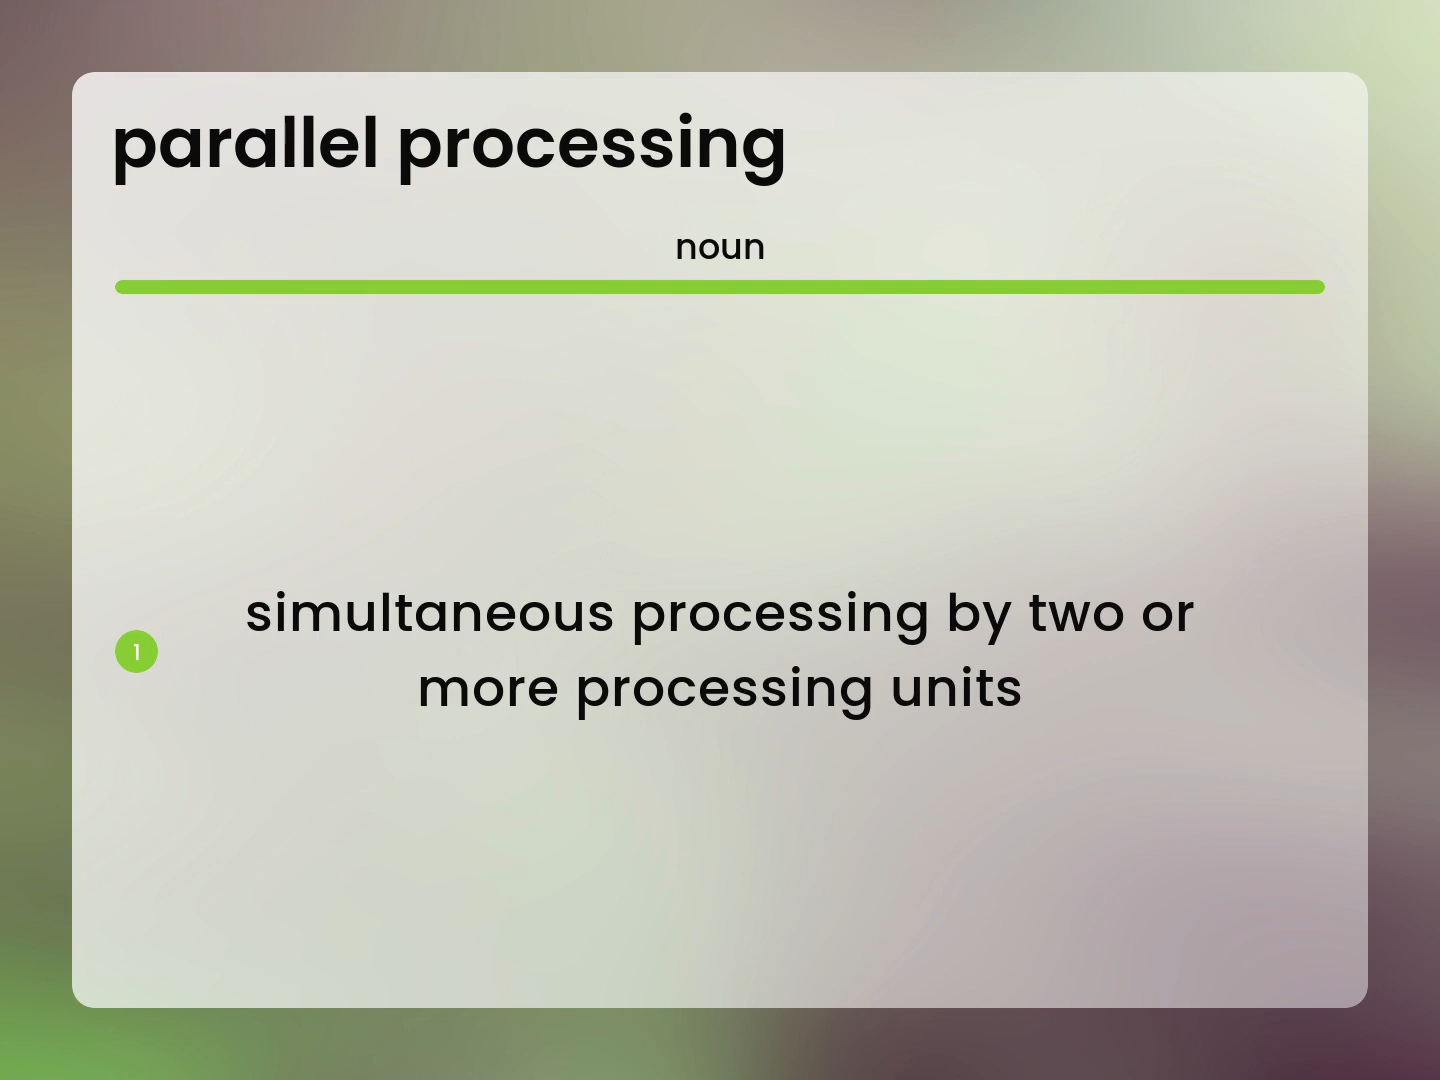 parallel processing
noun
1
simultaneous processing by two or
more processing units